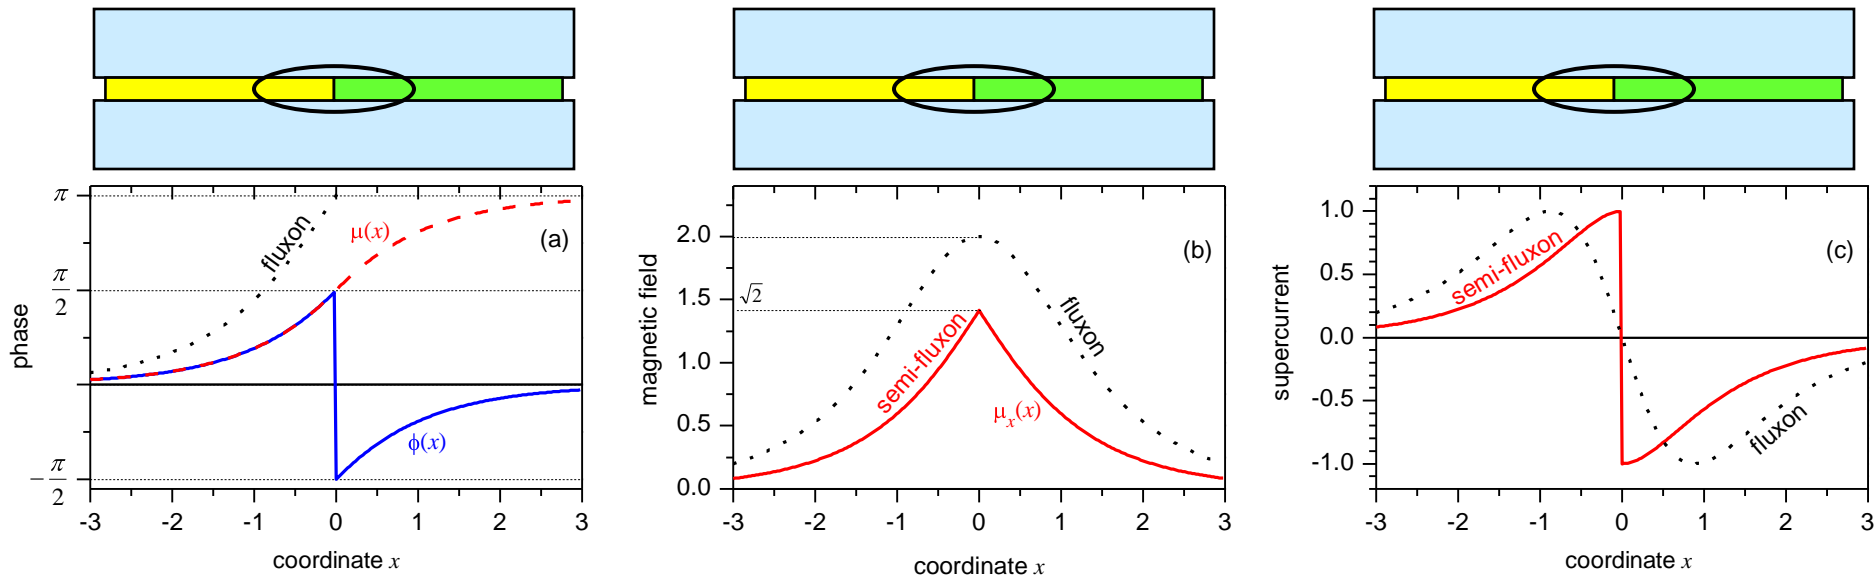 π
π/2
-π/2
phase
fluxon
μ(x)
(a)
ϕ(x)
-3 -2 -1 0 1 2 3
coordinate x
2.0
1.5
√2
1.0
0.5
0.0
magnetic field
semi-fluxon
fluxon
μx(x)
(b)
-3 -2 -1 0 1 2 3
coordinate x
1.0
0.5
0.0
-0.5
-1.0
supercurrent
semi-fluxon
fluxon
(c)
-3 -2 -1 0 1 2 3
coordinate x